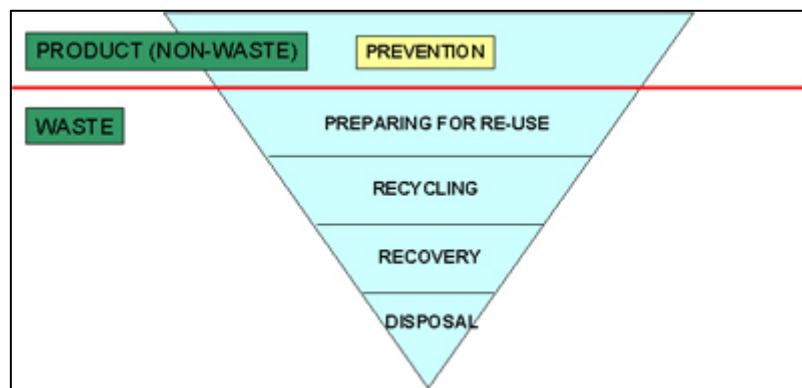 PRODUCT (NON-WASTE)
PREVENTION
WASTE
PREPARING FOR RE-USE
RECYCLING
RECOVERY
DISPOSAL